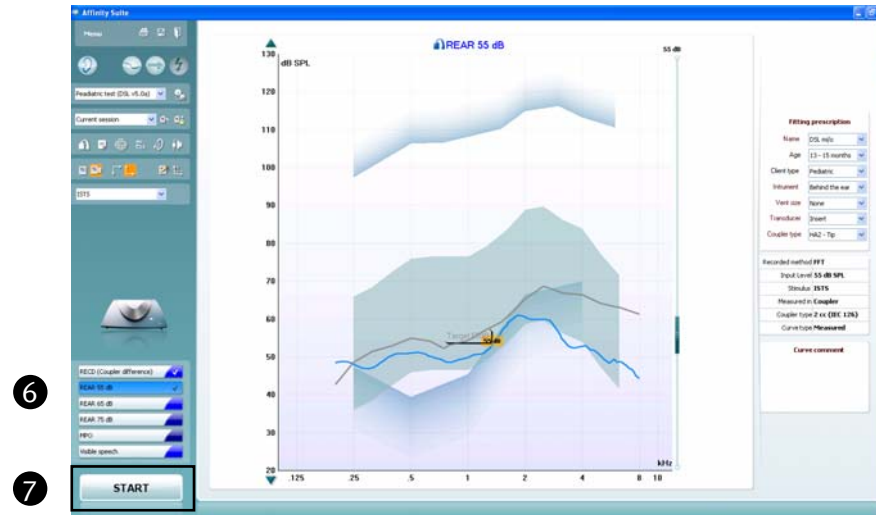 Affinity Suite
Menu
Peadiatric test (DSL v5.0a)
Current session
ISTS
6
RECD (Coupler difference)
REAR 55 dB
REAR 65 dB
REAR 75 dB
MPO
Visible speech
7
START
REAR 55 dB
55 dB
dB SPL
130
120
110
100
90
80
70
60
50
40
30
20
Target
55 dB
kHz
.125 .25 .5 1 2 4 8 10
Fitting prescription
Name DSL m[i/o]
Age 13 - 15 months
Client type Pediatric
Intrument Behind the ear
Vent size None
Transducer Insert
Coupler type HA2 - Tip
Recorded method FFT
Input Level 55 dB SPL
Stimulus ISTS
Measured in Coupler
Coupler type 2 cc (IEC 126)
Curve type Measured
Curve comment